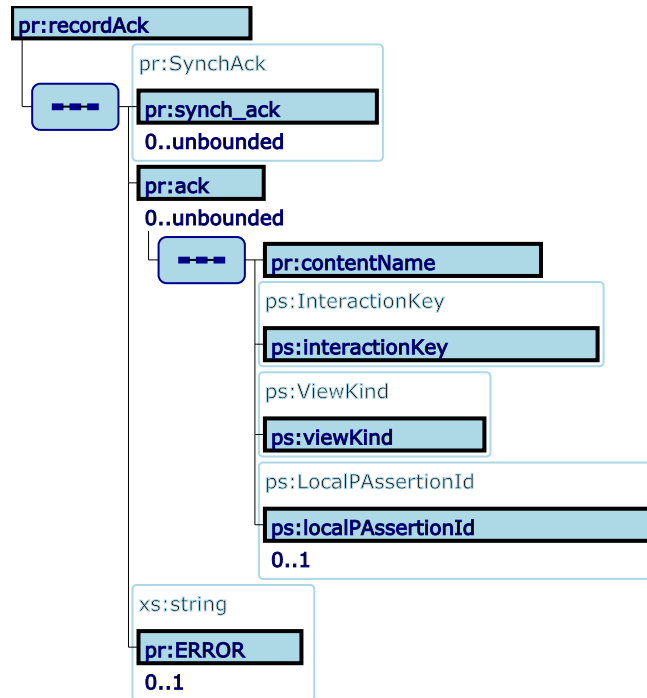 pr:recordAck
pr:SynchAck
pr:synch_ack
0..unbounded
pr:ack
0..unbounded
pr:contentName
ps:InteractionKey
ps:interactionKey
ps:ViewKind
ps:viewKind
ps:LocalPAssertionId
ps:localPAssertionId
0..1
xs:string
pr:ERROR
0..1